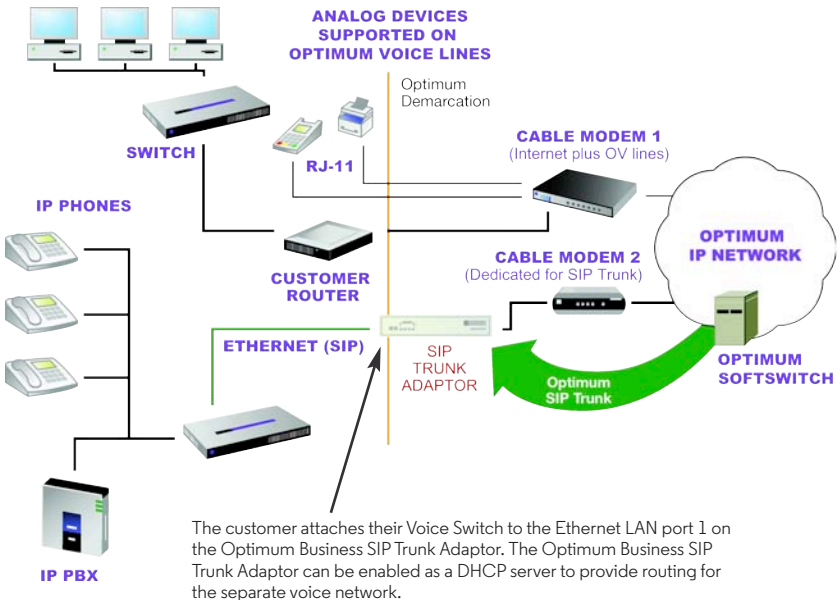 ANALOG DEVICES
SUPPORTED ON
OPTIMUM VOICE LINES
Optimum
Demarcation
SWITCH
RJ-11
CABLE MODEM 1
(Internet plus OV lines)
IP PHONES
CUSTOMER
ROUTER
CABLE MODEM 2
(Dedicated for SIP Trunk)
OPTIMUM
IP NETWORK
ETHERNET (SIP)
SIP
TRUNK
ADAPTOR
Optimum
SIP Trunk
OPTIMUM
SOFTSWITCH
IP PBX
The customer attaches their Voice Switch to the Ethernet LAN port 1 on
the Optimum Business SIP Trunk Adaptor. The Optimum Business SIP
Trunk Adaptor can be enabled as a DHCP server to provide routing for
the separate voice network.